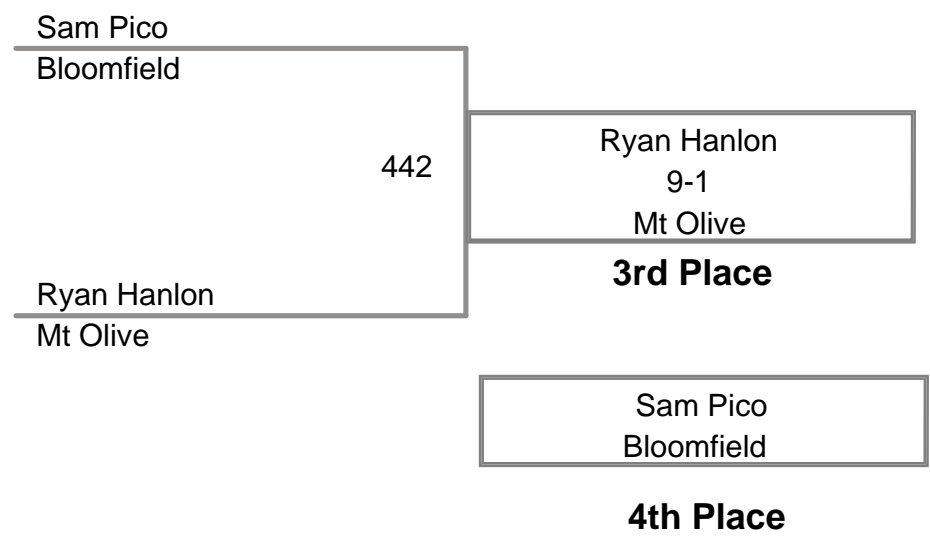 Sam Pico
Bloomfield
442
Ryan Hanlon
Mt Olive
Ryan Hanlon
9-1
Mt Olive
3rd Place
Sam Pico
Bloomfield
4th Place